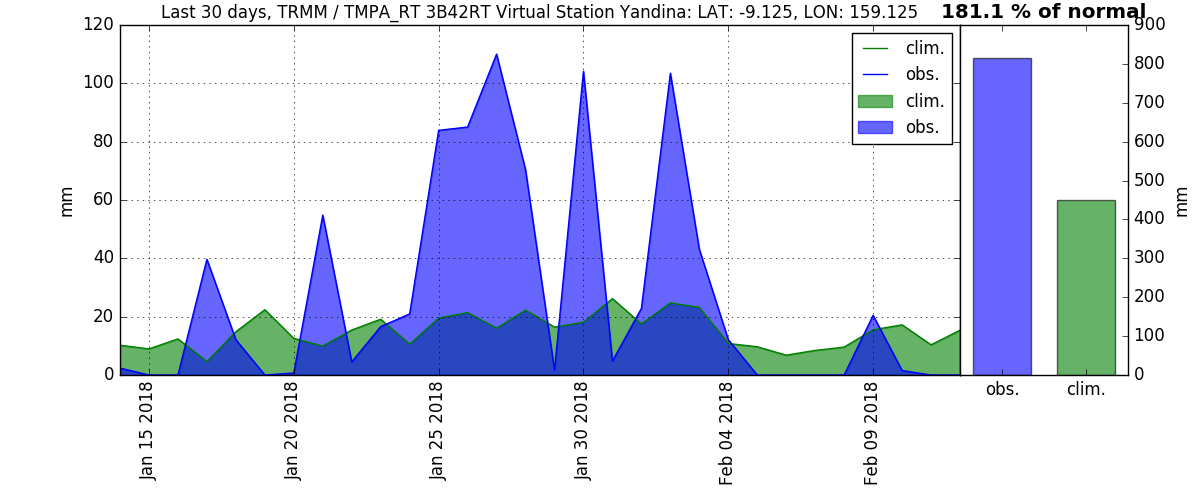 Last 30 days, TRMM / TMPA_RT 3B42RT Virtual Station Yandina: LAT: -9.125, LON: 159.125
181.1 % of normal
120
100
80
60
40
20
0
mm
clim.
obs.
clim.
obs.
Jan 15 2018
Jan 20 2018
Jan 25 2018
Jan 30 2018
Feb 04 2018
Feb 09 2018
900
800
700
600
500
400
300
200
100
0
mm
obs.
clim.